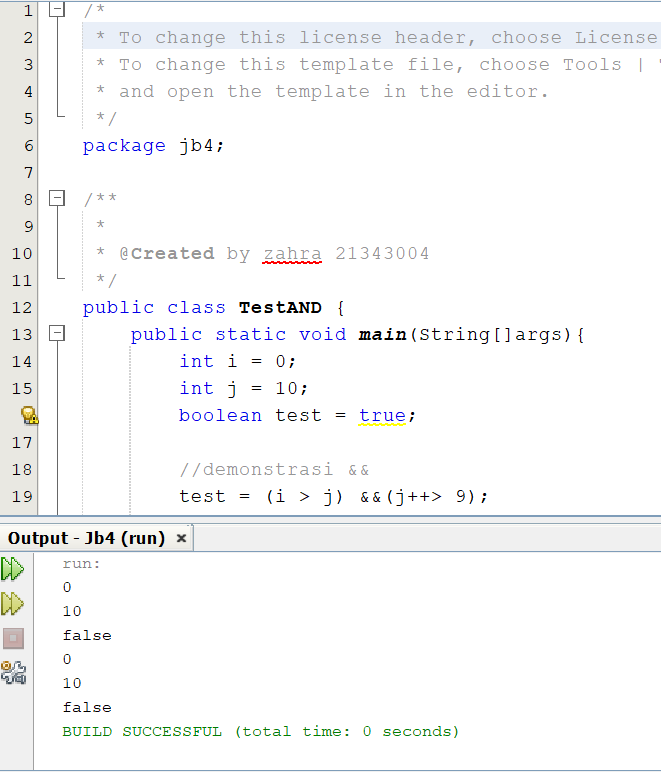 1 /*
2 * To change this license header, choose License
3 * To change this template file, choose Tools |
4 * and open the template in the editor.
5 */
6 package jb4;
7
8 /**
9 *
10 * @Created by zahra 21343004
11 */
12 public class TestAND {
13 public static void main(String[]args){
14 int i = 0;
15 int j = 10;
boolean test = true;
17
18 //demonstrasi &&
19 test = (i > j) &&(j++> 9);
Output - Jb4 (run) ×
run:
0
10
false
0
10
false
BUILD SUCCESSFUL (total time: 0 seconds)